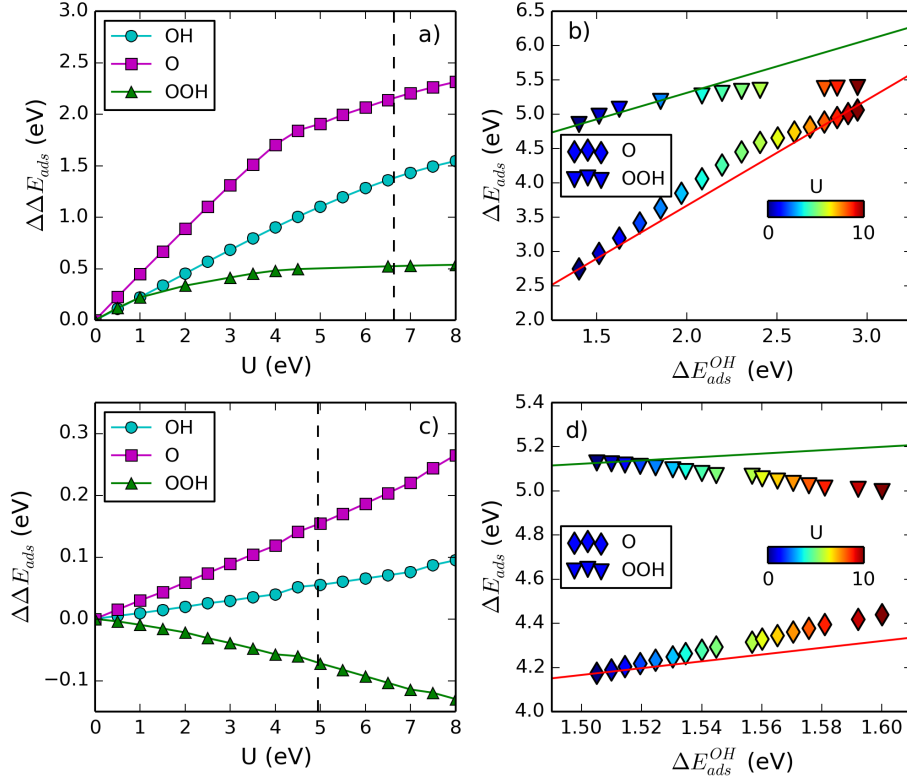 a)
OH
O
OOH
3.0
2.5
2.0
1.5
1.0
0.5
0.0
ΔΔE_ads (eV)
0 1 2 3 4 5 6 7 8
U (eV)
b)
O
OOH
U
0 10
6.5
6.0
5.5
5.0
4.5
4.0
3.5
3.0
2.5
2.0
ΔE_ads (eV)
1.5 2.0 2.5 3.0
ΔE_ads^OH (eV)
c)
OH
O
OOH
0.3
0.2
0.1
0.0
−0.1
ΔΔE_ads (eV)
0 1 2 3 4 5 6 7 8
U (eV)
d)
O
OOH
U
0 10
5.4
5.2
5.0
4.8
4.6
4.4
4.2
4.0
ΔE_ads (eV)
1.50 1.52 1.54 1.56 1.58 1.60
ΔE_ads^OH (eV)